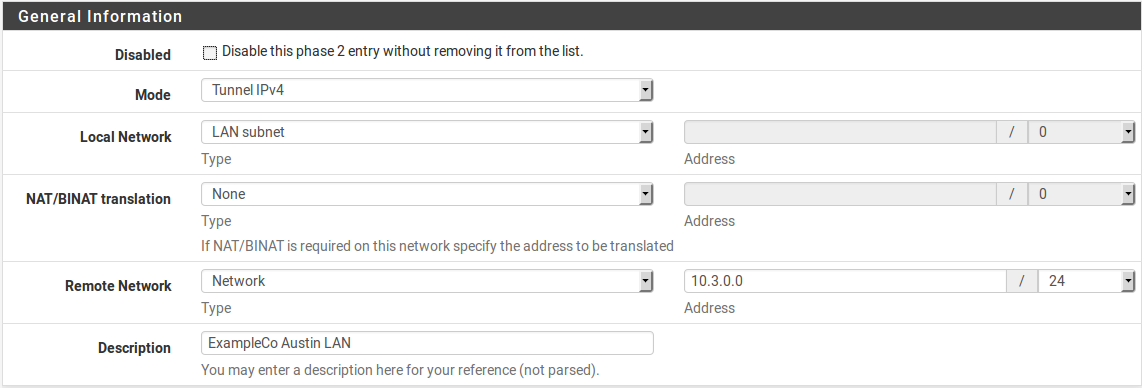 General Information
Disabled Disable this phase 2 entry without removing it from the list.
Mode Tunnel IPv4
Local Network LAN subnet / 0
Type Address
NAT/BINAT translation None / 0
Type Address
If NAT/BINAT is required on this network specify the address to be translated
Remote Network Network 10.3.0.0 / 24
Type Address
Description ExampleCo Austin LAN
You may enter a description here for your reference (not parsed).